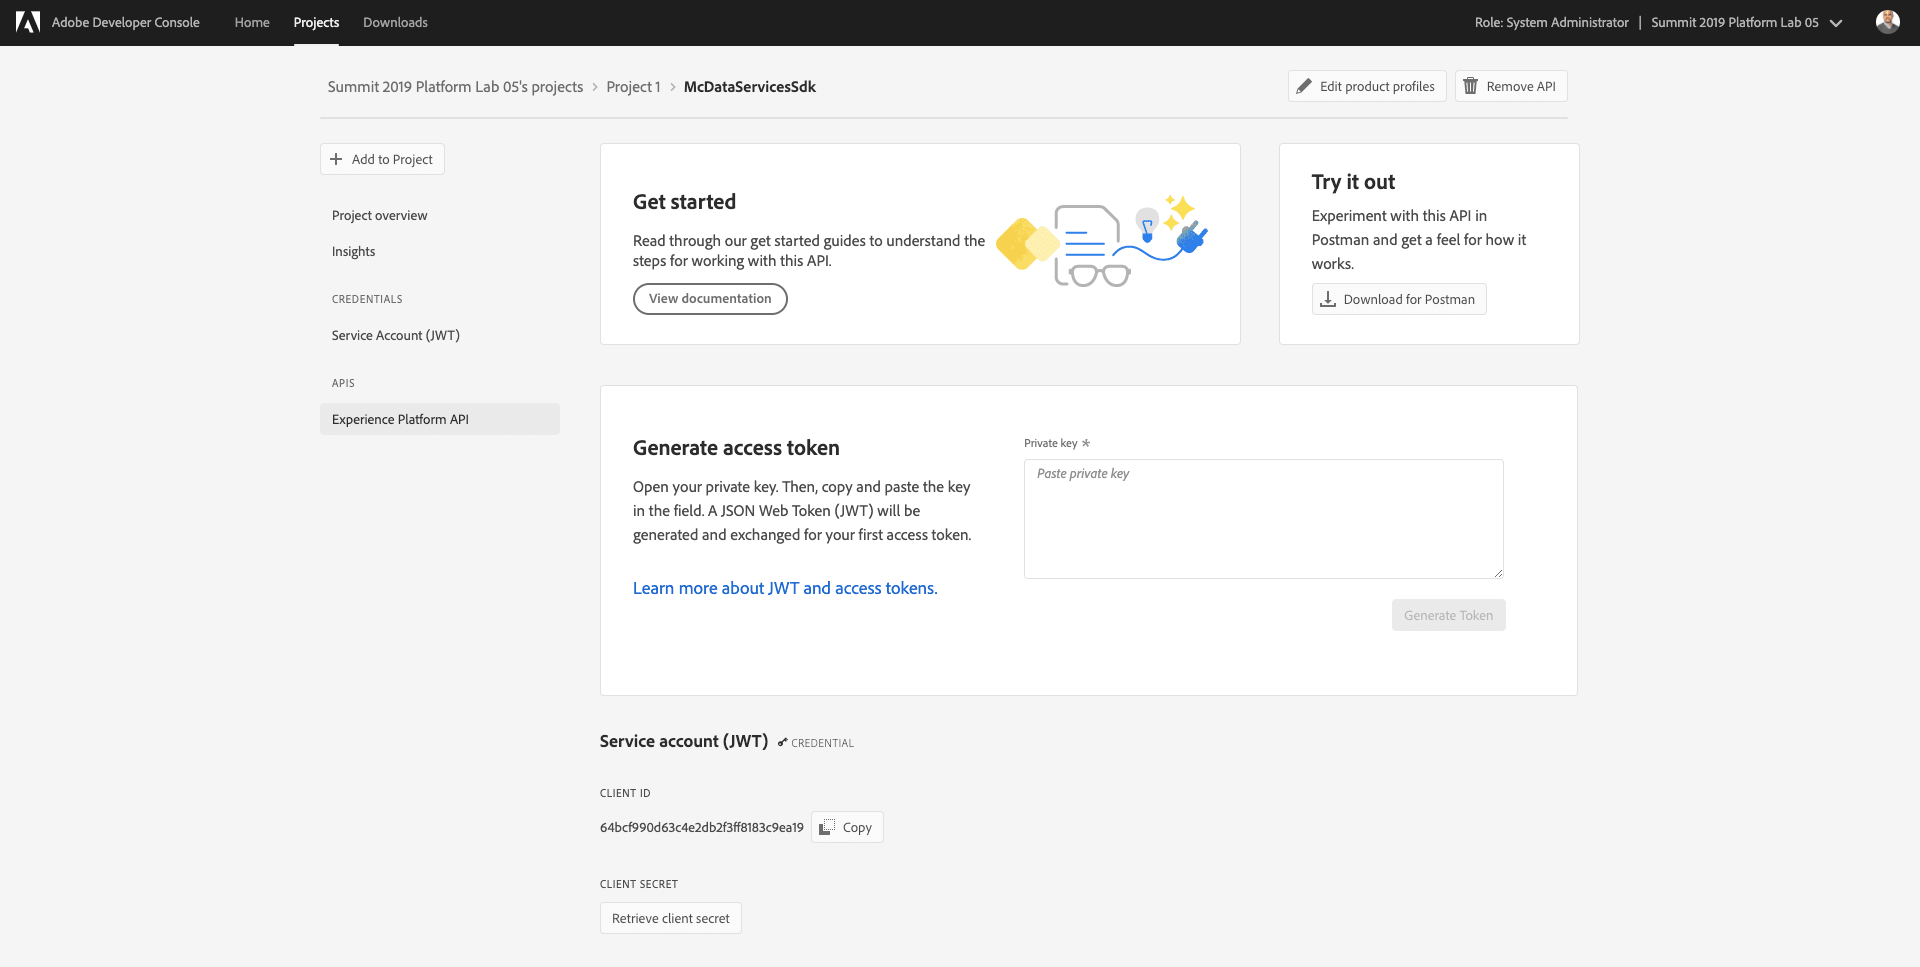 Adobe Developer Console
Home
Projects
Downloads
Role: System Administrator | Summit 2019 Platform Lab 05
Summit 2019 Platform Lab 05's projects > Project 1 > McDataServicesSdk
Edit product profiles
Remove API
Add to Project
Project overview
Insights
CREDENTIALS
Service Account (JWT)
APIS
Experience Platform API
Get started
Read through our get started guides to understand the
steps for working with this API.
View documentation
Try it out
Experiment with this API in
Postman and get a feel for how it
works.
Download for Postman
Generate access token
Open your private key. Then, copy and paste the key
in the field. A JSON Web Token (JWT) will be
generated and exchanged for your first access token.
Learn more about JWT and access tokens.
Private key *
Paste private key
Generate Token
Service account (JWT)
CREDENTIAL
CLIENT ID
64bcf990d63c4e2db2f3ff8183c9ea19
Copy
CLIENT SECRET
Retrieve client secret